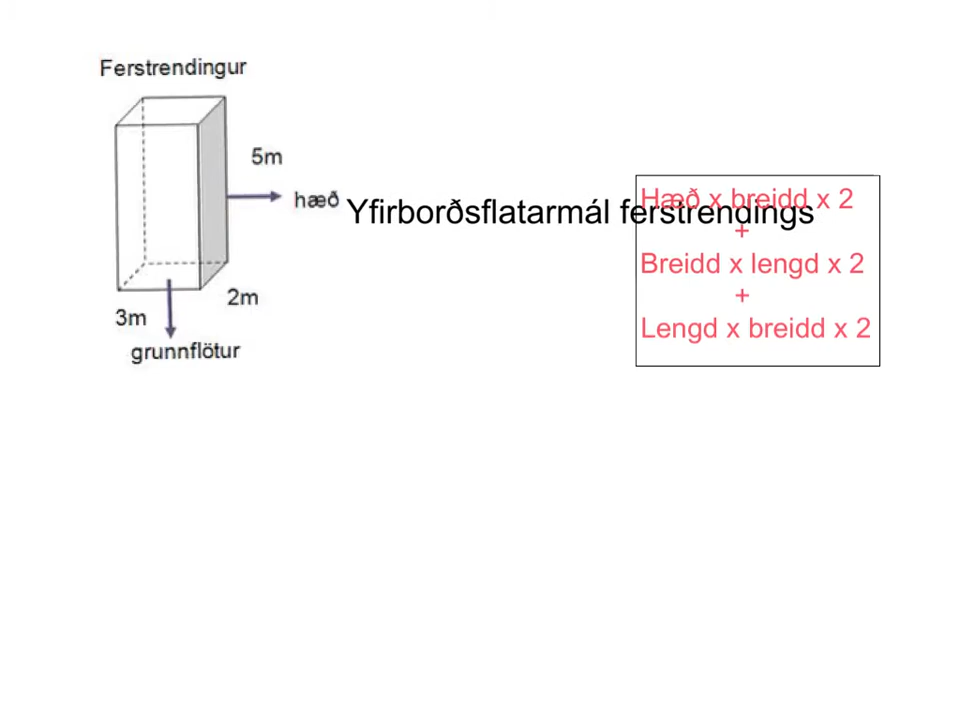 Ferstrendingur
5m
hæð
2m
3m
grunnflötur
Yfirborðsflatarmál ferstrendings
Hæð x breidd x 2
+
Breidd x lengd x 2
+
Lengd x breidd x 2